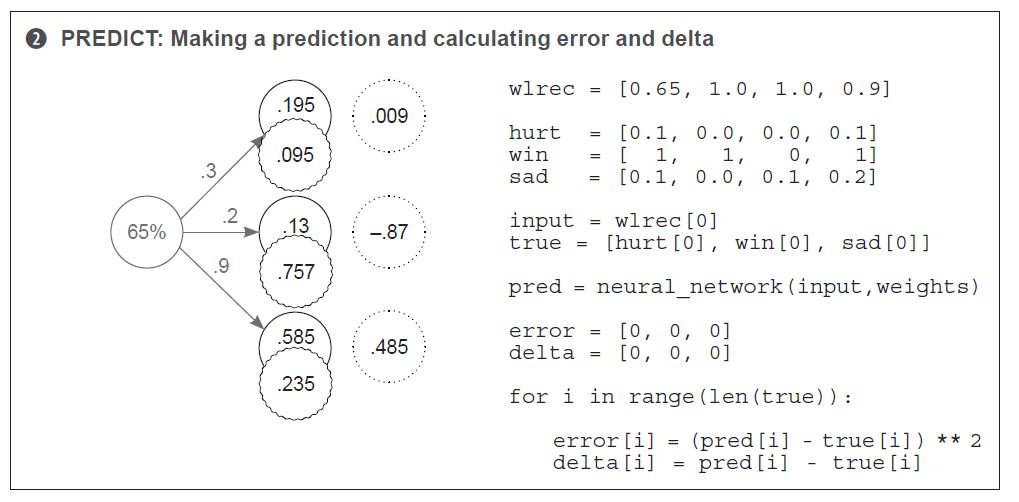 2 PREDICT: Making a prediction and calculating error and delta
.195
.009
.095
.3
65%
.2
.13
–.87
.757
.9
.585
.485
.235
wlrec = [0.65, 1.0, 1.0, 0.9]
hurt = [0.1, 0.0, 0.0, 0.1]
win = [ 1, 1, 0, 1]
sad = [0.1, 0.0, 0.1, 0.2]
input = wlrec[0]
true = [hurt[0], win[0], sad[0]]
pred = neural_network(input,weights)
error = [0, 0, 0]
delta = [0, 0, 0]
for i in range(len(true)):
error[i] = (pred[i] - true[i]) ** 2
delta[i] = pred[i] - true[i]